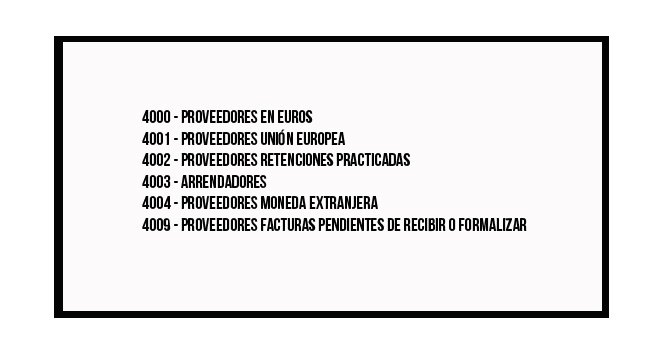 4000 - PROVEEDORES EN EUROS
4001 - PROVEEDORES UNIÓN EUROPEA
4002 - PROVEEDORES RETENCIONES PRACTICADAS
4003 - ARRENDADORES
4004 - PROVEEDORES MONEDA EXTRANJERA
4009 - PROVEEDORES FACTURAS PENDIENTES DE RECIBIR O FORMALIZAR